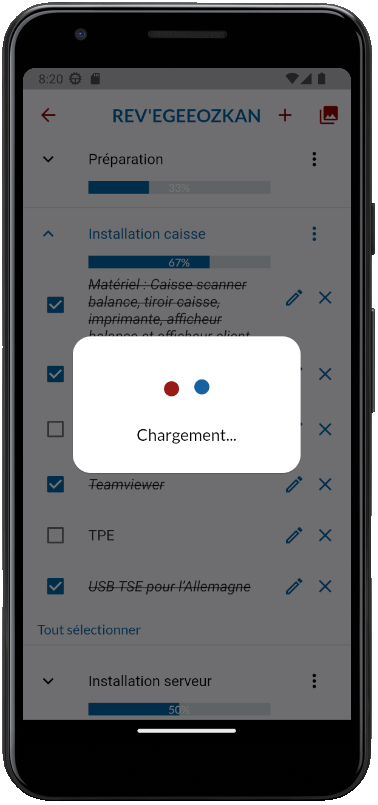 8:20
REV'EGEEOZKAN
Préparation
33%
Installation caisse
67%
Matériel : Caisse scanner
balance, tiroir caisse,
imprimante, afficheur
balance et afficheur client
Chargement...
Teamviewer
TPE
USB TSE pour l'Allemagne
Tout sélectionner
Installation serveur
50%